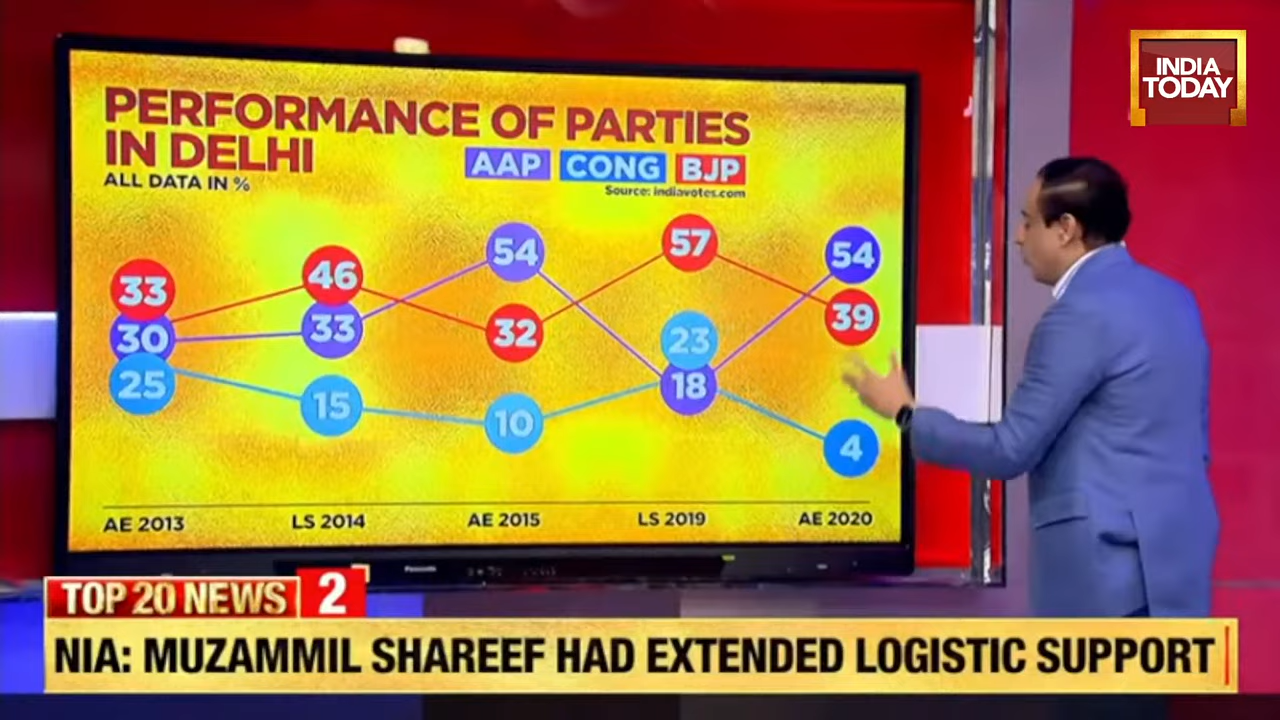 INDIA
TODAY
PERFORMANCE OF PARTIES
IN DELHI
AAP CONG BJP
ALL DATA IN %
Source: indiavotes.com
33 46 54 57 54
30 33 32 23 39
25 15 10 18 4
AE 2013 LS 2014 AE 2015 LS 2019 AE 2020
Panasonic
TOP 20 NEWS 2
NIA: MUZAMMIL SHAREEF HAD EXTENDED LOGISTIC SUPPORT